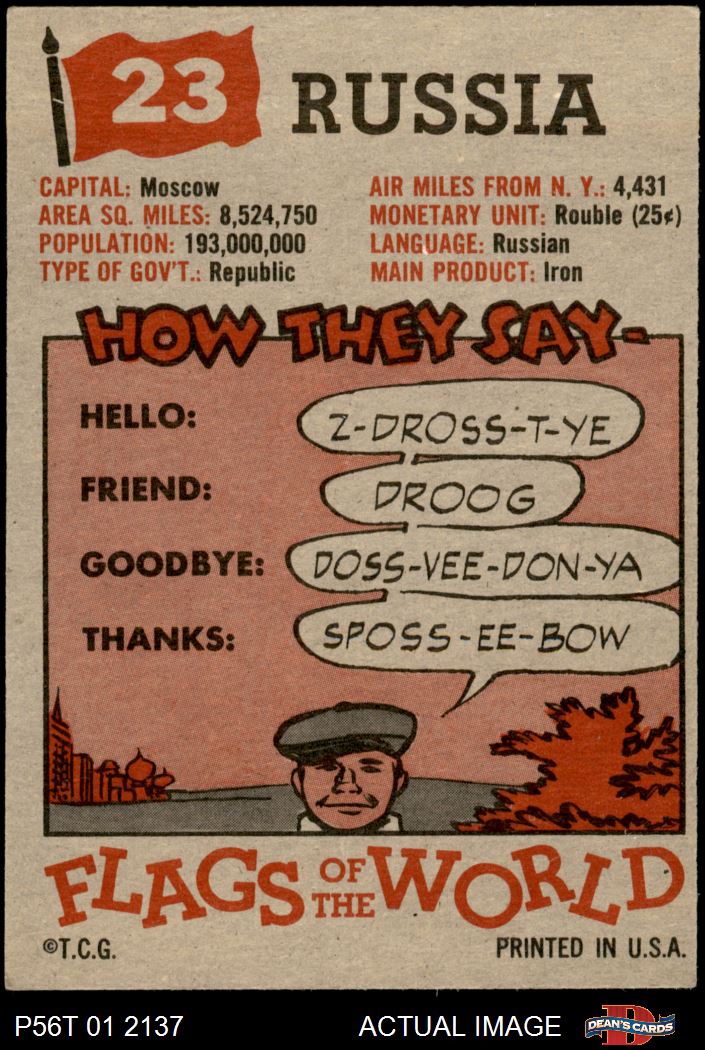 23 RUSSIA
CAPITAL: Moscow
AREA SQ. MILES: 8,524,750
POPULATION: 193,000,000
TYPE OF GOV'T.: Republic
AIR MILES FROM N. Y.: 4,431
MONETARY UNIT: Rouble (25¢)
LANGUAGE: Russian
MAIN PRODUCT: Iron
HOW THEY SAY-
HELLO: Z-DROSS-T-YE
FRIEND: DROOG
GOODBYE: DOSS-VEE-DON-YA
THANKS: SPOSS-EE-BOW
FLAGS OF THE WORLD
©T.C.G. PRINTED IN U.S.A.
P56T 01 2137 ACTUAL IMAGE D DEAN'S CARDS